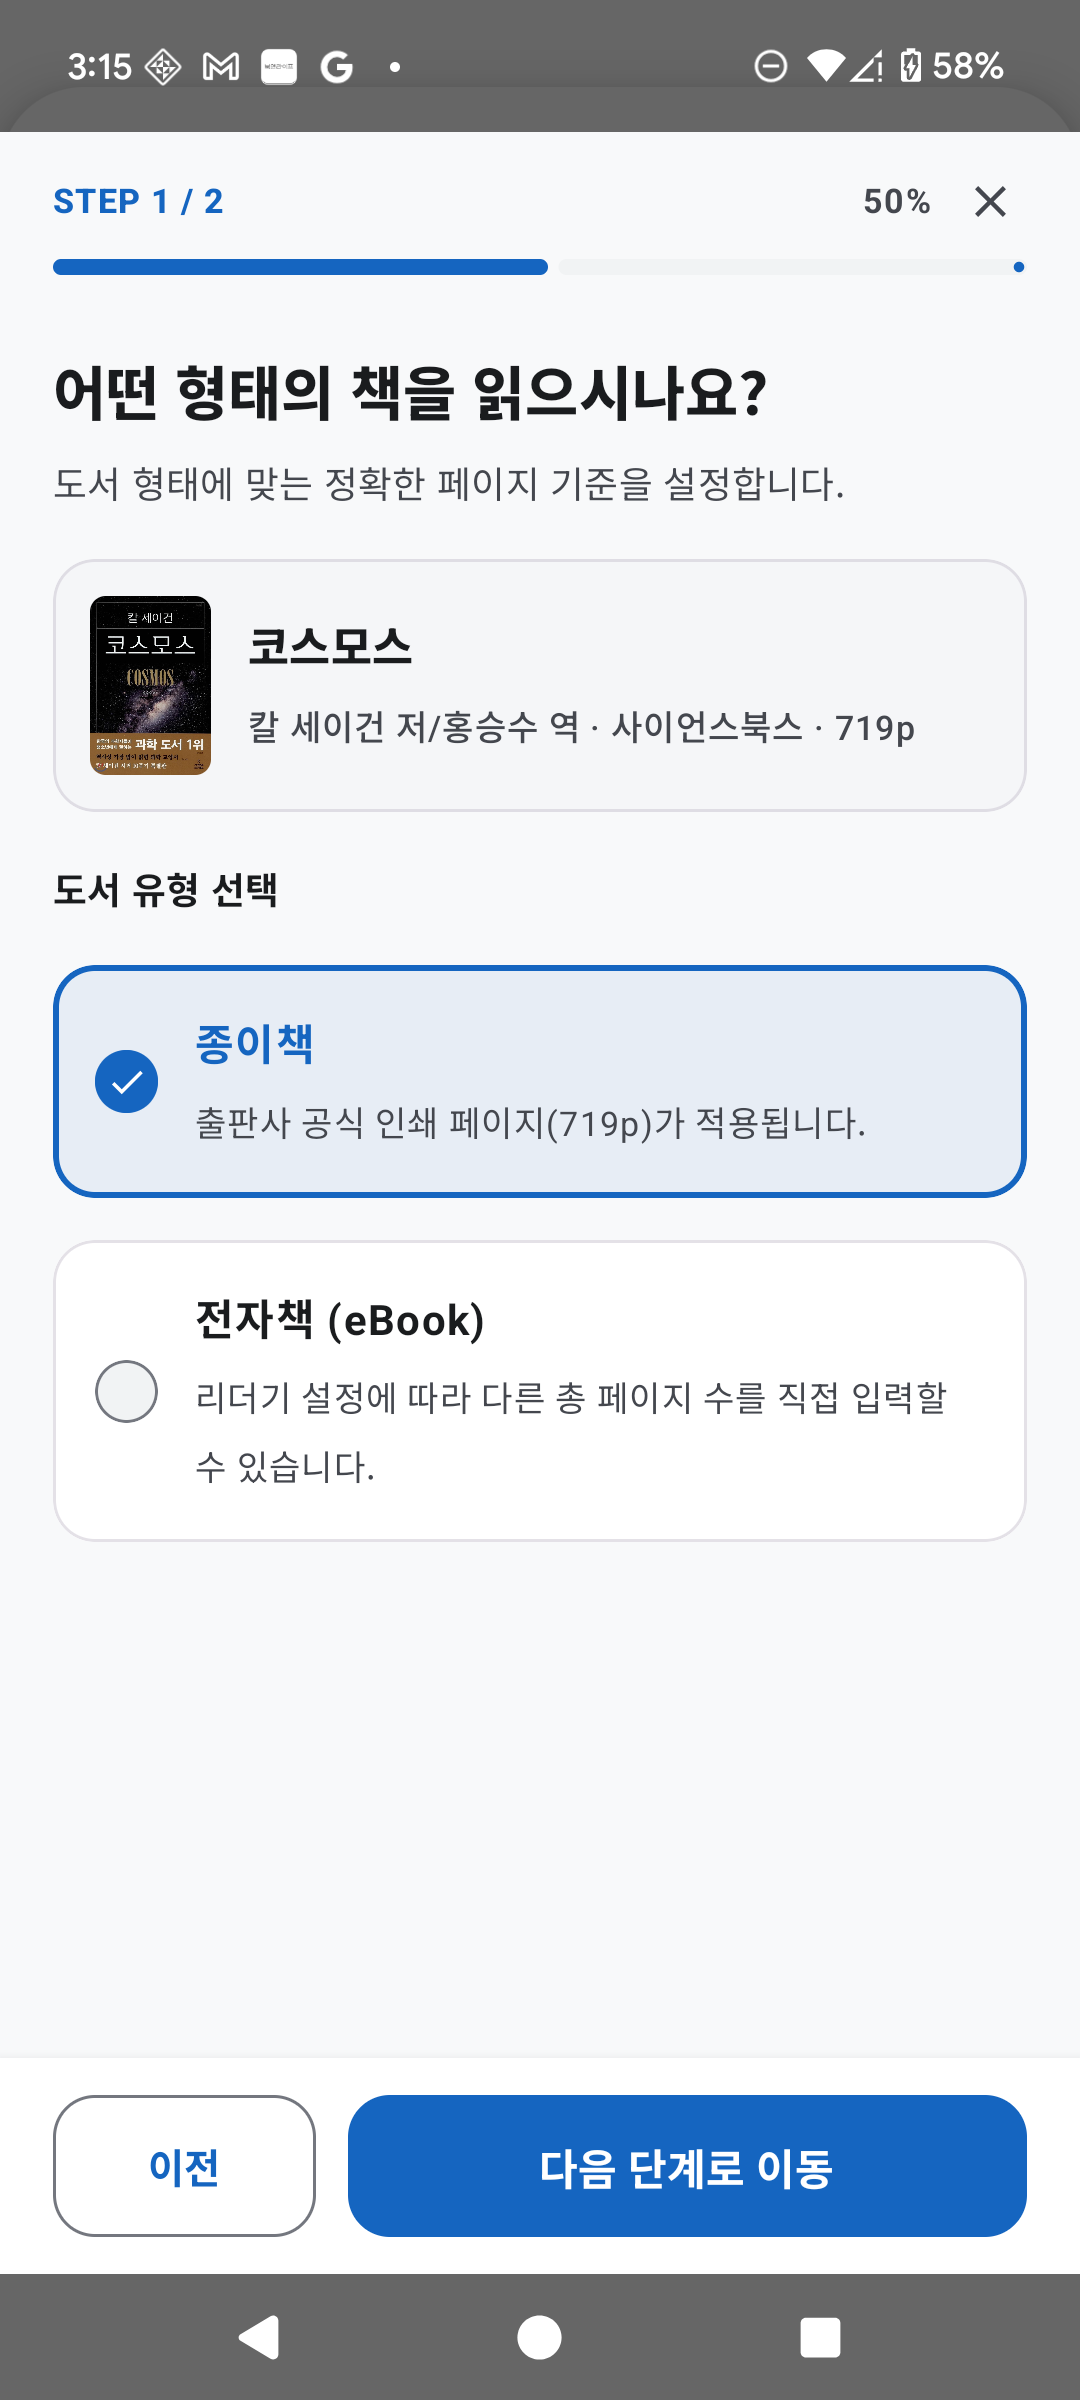 3:15
58%
STEP 1 / 2
50%
어떤 형태의 책을 읽으시나요?
도서 형태에 맞는 정확한 페이지 기준을 설정합니다.
칼 세이건
코스모스
COSMOS
과학 도서 1위
코스모스
칼 세이건 저/홍승수 역 · 사이언스북스 · 719p
도서 유형 선택
종이책
출판사 공식 인쇄 페이지(719p)가 적용됩니다.
전자책 (eBook)
리더기 설정에 따라 다른 총 페이지 수를 직접 입력할
수 있습니다.
이전
다음 단계로 이동